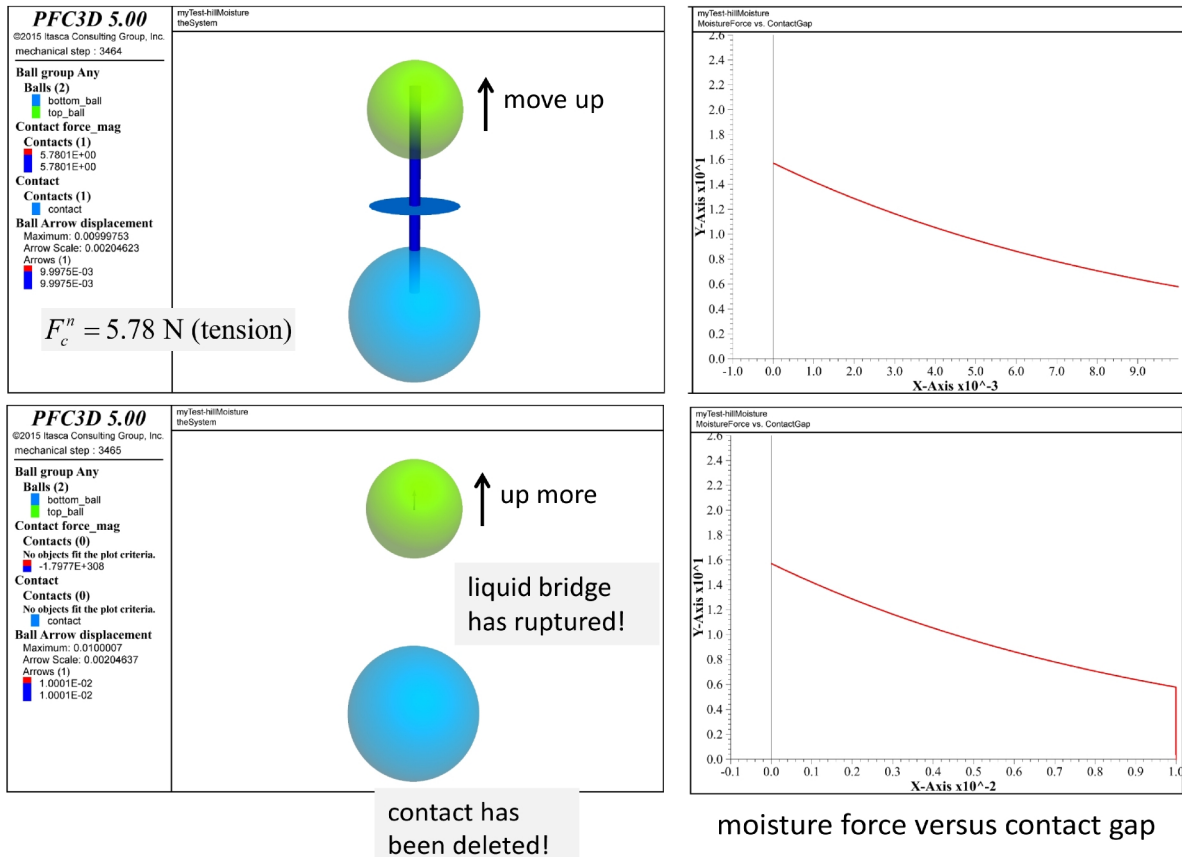 PFC3D 5.00
©2015 Itasca Consulting Group, Inc.
mechanical step : 3464
Ball group Any
Balls (2)
bottom_ball
top_ball
Contact force_mag
Contacts (1)
5.7801E+00
5.7801E+00
Contact
Contacts (1)
contact
Ball Arrow displacement
Maximum: 0.00999753
Arrow Scale: 0.00204623
Arrows (1)
9.9975E-03
9.9975E-03
myTest-hillMoisture
theSystem
move up
F_c^n = 5.78 N (tension)
myTest-hillMoisture
MoistureForce vs. ContactGap
Y-Axis x10^1
2.6
2.4
2.2
2.0
1.8
1.6
1.4
1.2
1.0
0.8
0.6
0.4
0.2
0.0
-1.0 0.0 1.0 2.0 3.0 4.0 5.0 6.0 7.0 8.0 9.0
X-Axis x10^-3
PFC3D 5.00
©2015 Itasca Consulting Group, Inc.
mechanical step : 3465
Ball group Any
Balls (2)
bottom_ball
top_ball
Contact force_mag
Contacts (0)
No objects fit the plot criteria.
-1.7977E+308
Contact
Contacts (0)
No objects fit the plot criteria.
contact
Ball Arrow displacement
Maximum: 0.0100007
Arrow Scale: 0.00204637
Arrows (1)
1.0001E-02
1.0001E-02
myTest-hillMoisture
theSystem
up more
liquid bridge
has ruptured!
contact has
been deleted!
myTest-hillMoisture
MoistureForce vs. ContactGap
Y-Axis x10^1
2.6
2.4
2.2
2.0
1.8
1.6
1.4
1.2
1.0
0.8
0.6
0.4
0.2
0.0
-0.1 0.0 0.1 0.2 0.3 0.4 0.5 0.6 0.7 0.8 0.9 1.0
X-Axis x10^-2
moisture force versus contact gap